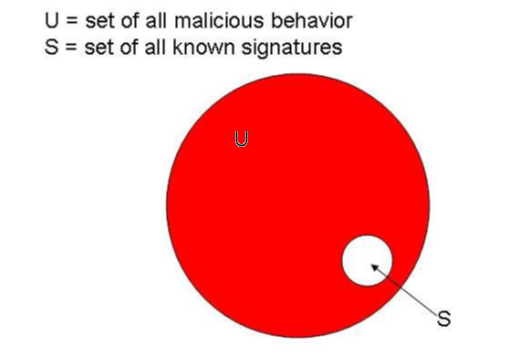 U = set of all malicious behavior
S = set of all known signatures
U
S